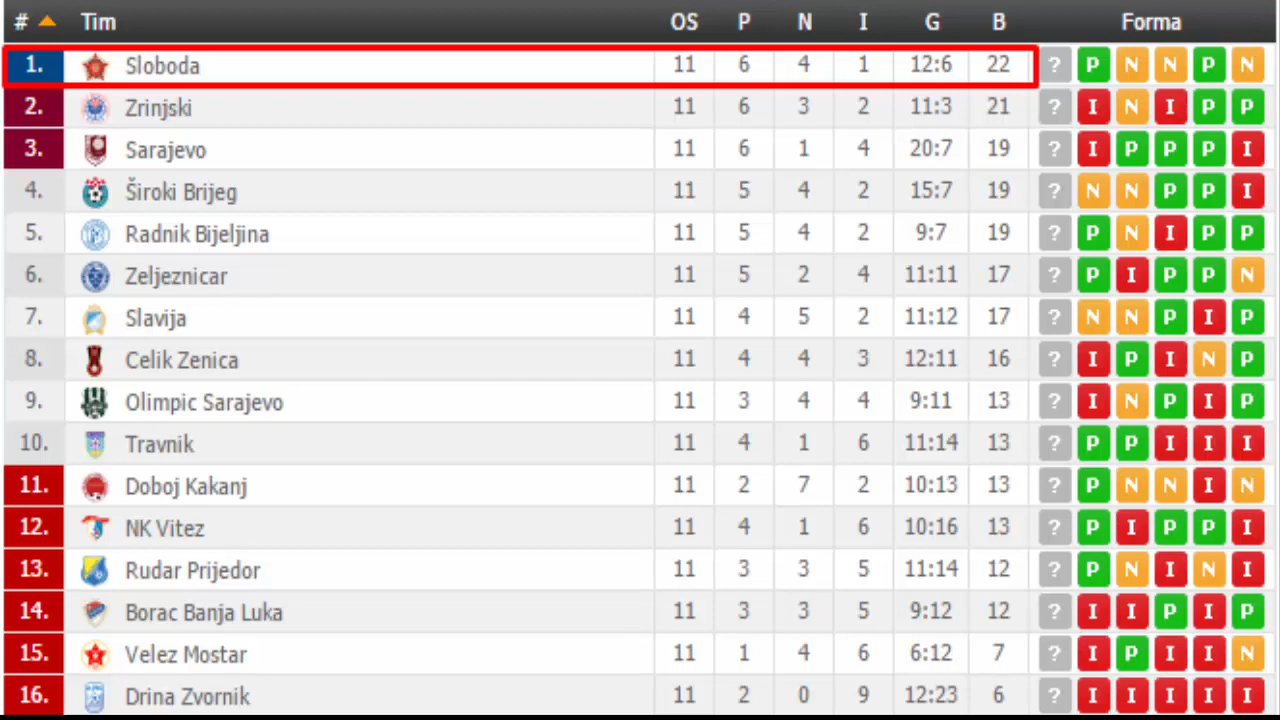 # Tim OS P N I G B Forma
1. Sloboda 11 6 4 1 12:6 22 ? P N N P N
2. Zrinjski 11 6 3 2 11:3 21 ? I N I P P
3. Sarajevo 11 6 1 4 20:7 19 ? I P P P I
4. Široki Brijeg 11 5 4 2 15:7 19 ? N N P P I
5. Radnik Bijeljina 11 5 4 2 9:7 19 ? P N I P P
6. Zeljeznicar 11 5 2 4 11:11 17 ? P I P P N
7. Slavija 11 4 5 2 11:12 17 ? N N P I P
8. Celik Zenica 11 4 4 3 12:11 16 ? I P I N P
9. Olimpic Sarajevo 11 3 4 4 9:11 13 ? I N P I P
10. Travnik 11 4 1 6 11:14 13 ? P P I I I
11. Doboj Kakanj 11 2 7 2 10:13 13 ? P N N I N
12. NK Vitez 11 4 1 6 10:16 13 ? P I P P I
13. Rudar Prijedor 11 3 3 5 11:14 12 ? P N I N I
14. Borac Banja Luka 11 3 3 5 9:12 12 ? I I P I P
15. Velez Mostar 11 1 4 6 6:12 7 ? I P I I N
16. Drina Zvornik 11 2 0 9 12:23 6 ? I I I I I